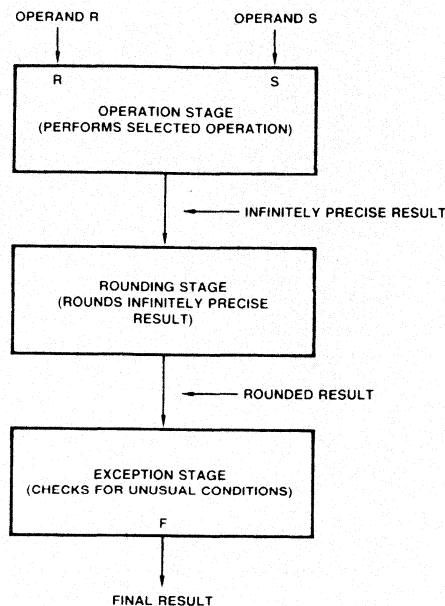 OPERAND R
OPERAND S
R
S
OPERATION STAGE
(PERFORMS SELECTED OPERATION)
INFINITELY PRECISE RESULT
ROUNDING STAGE
(ROUNDS INFINITELY PRECISE
RESULT)
ROUNDED RESULT
EXCEPTION STAGE
(CHECKS FOR UNUSUAL CONDITIONS)
F
FINAL RESULT